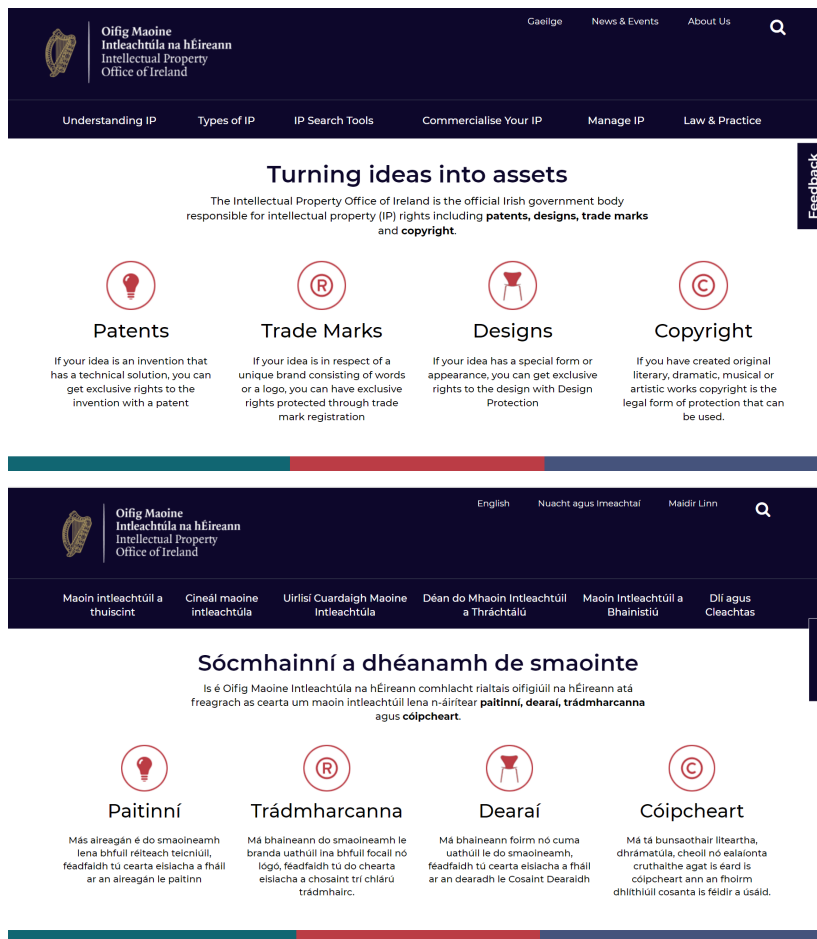 Oifig Maoine
Intleachtúla na hÉireann
Intellectual Property
Office of Ireland
Gaeilge News & Events About Us
Understanding IP Types of IP IP Search Tools Commercialise Your IP Manage IP Law & Practice
Feedback
Turning ideas into assets
The Intellectual Property Office of Ireland is the official Irish government body
responsible for intellectual property (IP) rights including patents, designs, trade marks
and copyright.
R
C
Patents
If your idea is an invention that
has a technical solution, you can
get exclusive rights to the
invention with a patent
Trade Marks
If your idea is in respect of a
unique brand consisting of words
or a logo, you can have exclusive
rights protected through trade
mark registration
Designs
If your idea has a special form or
appearance, you can get exclusive
rights to the design with Design
Protection
Copyright
If you have created original
literary, dramatic, musical or
artistic works copyright is the
legal form of protection that can
be used.
Oifig Maoine
Intleachtúla na hÉireann
Intellectual Property
Office of Ireland
English Nuacht agus Imeachtaí Maidir Linn
Maoin intleachtúil a
thuiscint
Cineál maoine
intleachtúla
Uirlisí Cuardaigh Maoine
Intleachtúla
Déan do Mhaoin Intleachtúil
a Thráchtálú
Maoin Intleachtúil a
Bhainistiú
Dlí agus
Cleachtas
Sócmhainní a dhéanamh de smaointe
Is é Oifig Maoine Intleachtúla na hÉireann comhlacht rialtais oifigiúil na hÉireann atá
freagrach as cearta um maoin intleachtúil lena n-áirítear paitinní, dearaí, trádmharcanna
agus cóipcheart.
R
C
Paitinní
Más aireagán é do smaoineamh
lena bhfuil réiteach teicniúil,
féadfaidh tú cearta eisiacha a fháil
ar an aireagán le paitinn
Trádmharcanna
Má bhaineann do smaoineamh le
branda uathúil ina bhfuil focail nó
lógó, féadfaidh tú do chearta
eisiacha a chosaint trí chlárú
trádmhairc.
Dearaí
Má bhaineann foirm nó cuma
uathúil le do smaoineamh,
féadfaidh tú cearta eisiacha a fháil
ar an dearadh le Cosaint Dearaidh
Cóipcheart
Má tá bunsaothair liteartha,
dhrámatúla, cheoil nó ealaíonta
cruthaithe agat is éard is
cóipcheart ann an fhoirm
dhlíthiúil cosanta is féidir a úsáid.